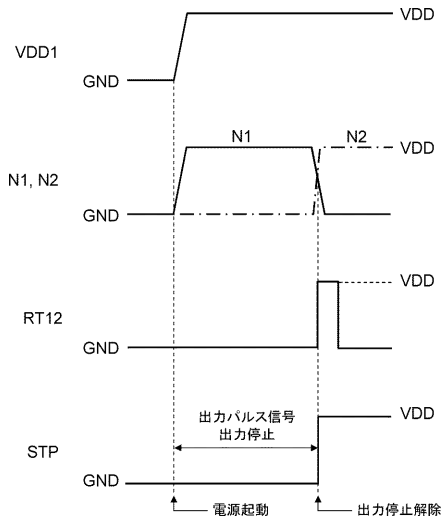 VDD
VDD1
GND
N1
N2
VDD
N1, N2
GND
VDD
RT12
GND
出力パルス信号
出力停止
VDD
STP
GND
電源起動
出力停止解除